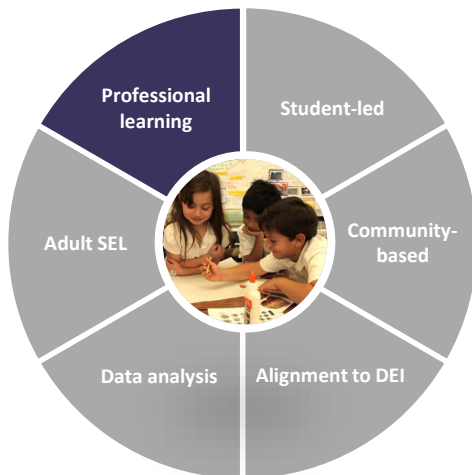 Professional
learning
Student-led
Adult SEL
Community-
based
Data analysis
Alignment to DEI